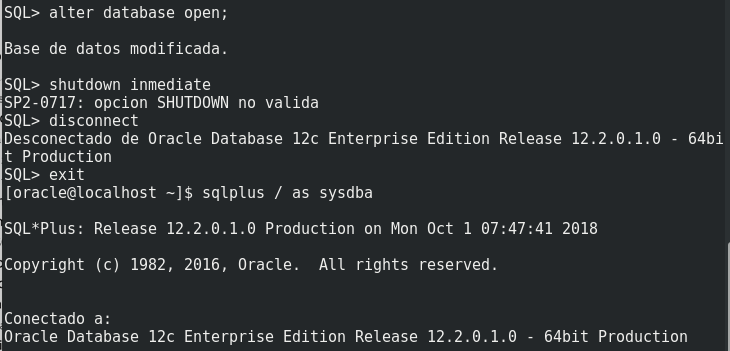 SQL> alter database open;
Base de datos modificada.
SQL> shutdown inmediate
SP2-0717: opcion SHUTDOWN no valida
SQL> disconnect
Desconectado de Oracle Database 12c Enterprise Edition Release 12.2.0.1.0 - 64bi
t Production
SQL> exit
[oracle@localhost ~]$ sqlplus / as sysdba
SQL*Plus: Release 12.2.0.1.0 Production on Mon Oct 1 07:47:41 2018
Copyright (c) 1982, 2016, Oracle.  All rights reserved.
Conectado a:
Oracle Database 12c Enterprise Edition Release 12.2.0.1.0 - 64bit Production